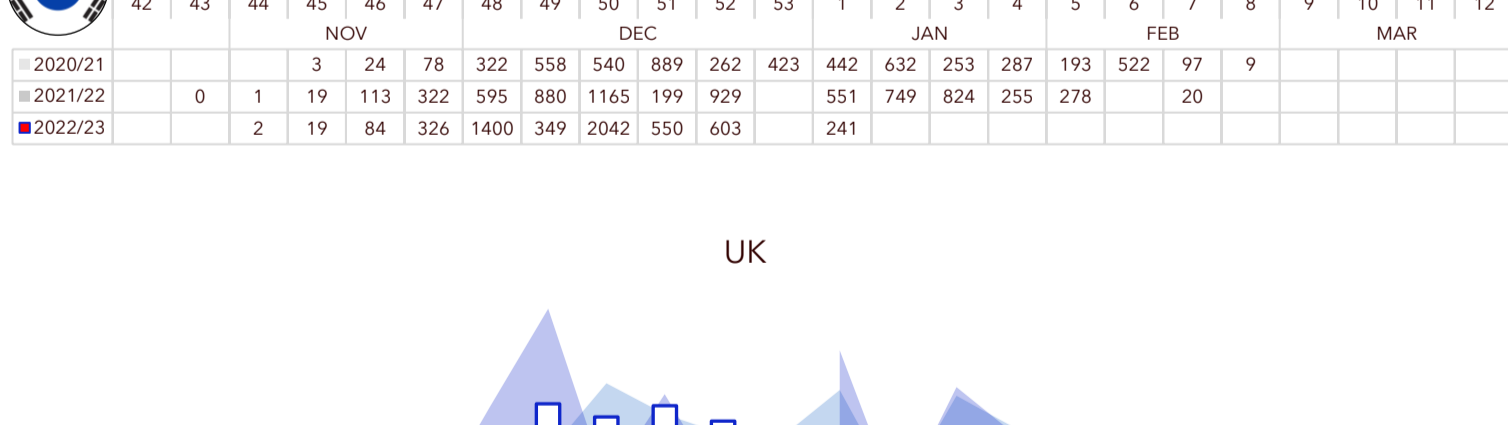 42 43 44 45 46 47 48 49 50 51 52 53 1 2 3 4 5 6 7 8 9 10 11 12
NOV DEC JAN FEB MAR
2020/21 3 24 78 322 558 540 889 262 423 442 632 253 287 193 522 97 9
2021/22 0 1 19 113 322 595 880 1165 199 929 551 749 824 255 278 20
2022/23 2 19 84 326 1400 349 2042 550 603 241
UK